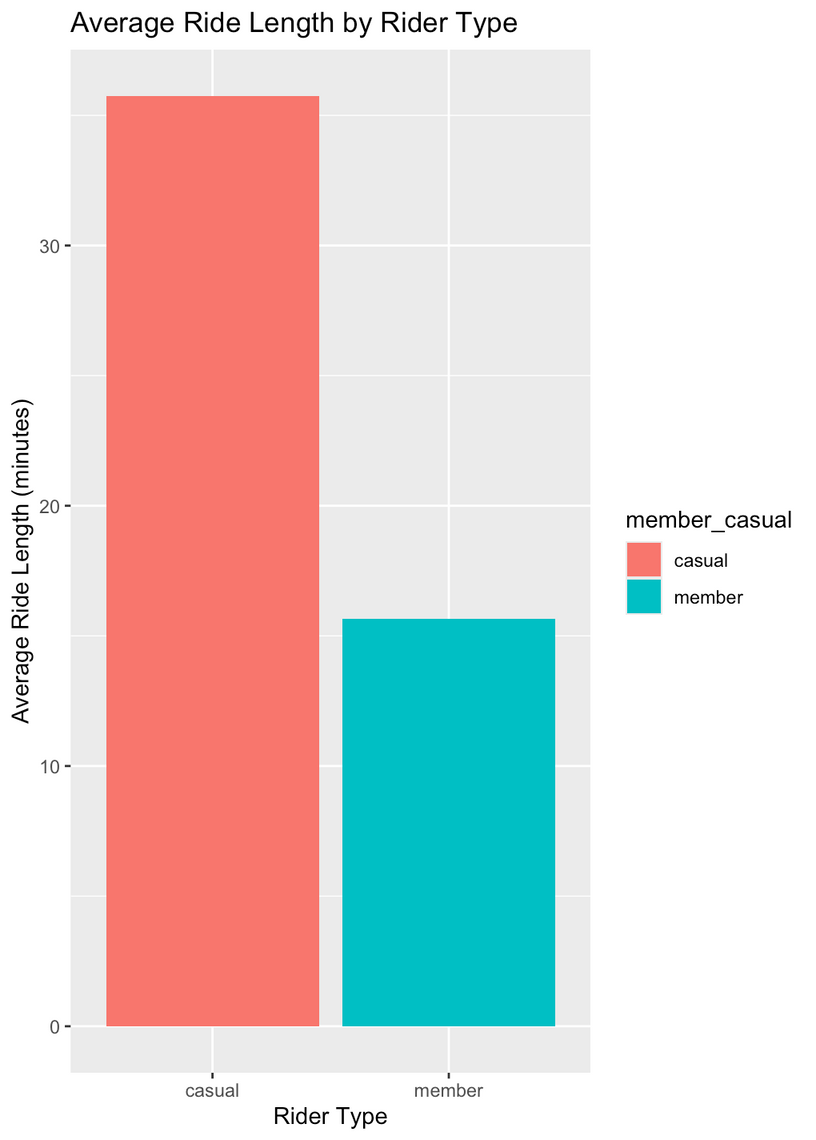 Average Ride Length by Rider Type
Average Ride Length (minutes)
30
20
10
0
casual
member
Rider Type
member_casual
casual
member